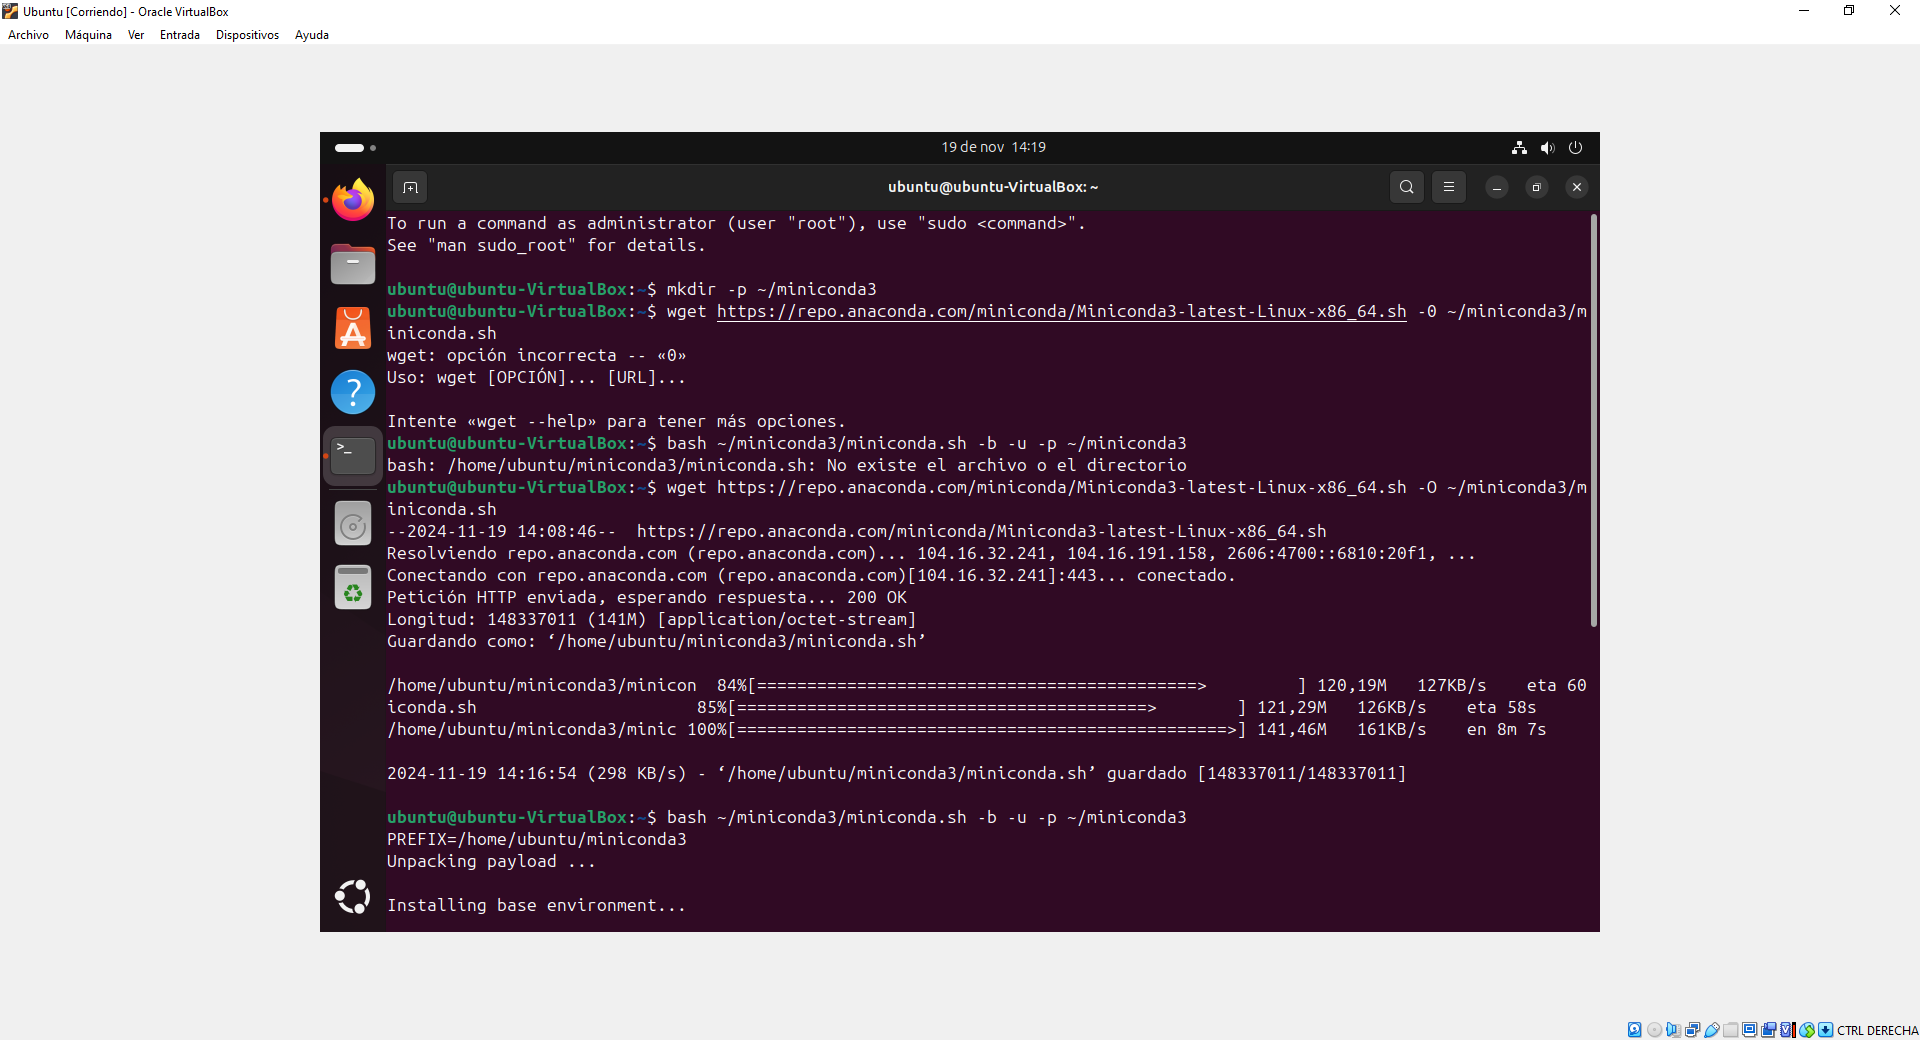 Ubuntu [Corriendo] - Oracle VirtualBox
Archivo Máquina Ver Entrada Dispositivos Ayuda
19 de nov 14:19
ubuntu@ubuntu-VirtualBox: ~
To run a command as administrator (user "root"), use "sudo <command>".
See "man sudo_root" for details.
ubuntu@ubuntu-VirtualBox:~$ mkdir -p ~/miniconda3
ubuntu@ubuntu-VirtualBox:~$ wget https://repo.anaconda.com/miniconda/Miniconda3-latest-Linux-x86_64.sh -0 ~/miniconda3/m
iniconda.sh
wget: opción incorrecta -- «0»
Uso: wget [OPCIÓN]... [URL]...
Intente «wget --help» para tener más opciones.
ubuntu@ubuntu-VirtualBox:~$ bash ~/miniconda3/miniconda.sh -b -u -p ~/miniconda3
bash: /home/ubuntu/miniconda3/miniconda.sh: No existe el archivo o el directorio
ubuntu@ubuntu-VirtualBox:~$ wget https://repo.anaconda.com/miniconda/Miniconda3-latest-Linux-x86_64.sh -O ~/miniconda3/m
iniconda.sh
--2024-11-19 14:08:46--  https://repo.anaconda.com/miniconda/Miniconda3-latest-Linux-x86_64.sh
Resolviendo repo.anaconda.com (repo.anaconda.com)... 104.16.32.241, 104.16.191.158, 2606:4700::6810:20f1, ...
Conectando con repo.anaconda.com (repo.anaconda.com)[104.16.32.241]:443... conectado.
Petición HTTP enviada, esperando respuesta... 200 OK
Longitud: 148337011 (141M) [application/octet-stream]
Guardando como: ‘/home/ubuntu/miniconda3/miniconda.sh’
/home/ubuntu/miniconda3/minicon  84%[============================================>         ] 120,19M   127KB/s    eta 60
iconda.sh                      85%[=========================================>        ] 121,29M   126KB/s    eta 58s
/home/ubuntu/miniconda3/minic 100%[=================================================>] 141,46M   161KB/s    en 8m 7s
2024-11-19 14:16:54 (298 KB/s) - ‘/home/ubuntu/miniconda3/miniconda.sh’ guardado [148337011/148337011]
ubuntu@ubuntu-VirtualBox:~$ bash ~/miniconda3/miniconda.sh -b -u -p ~/miniconda3
PREFIX=/home/ubuntu/miniconda3
Unpacking payload ...
Installing base environment...
CTRL DERECHA